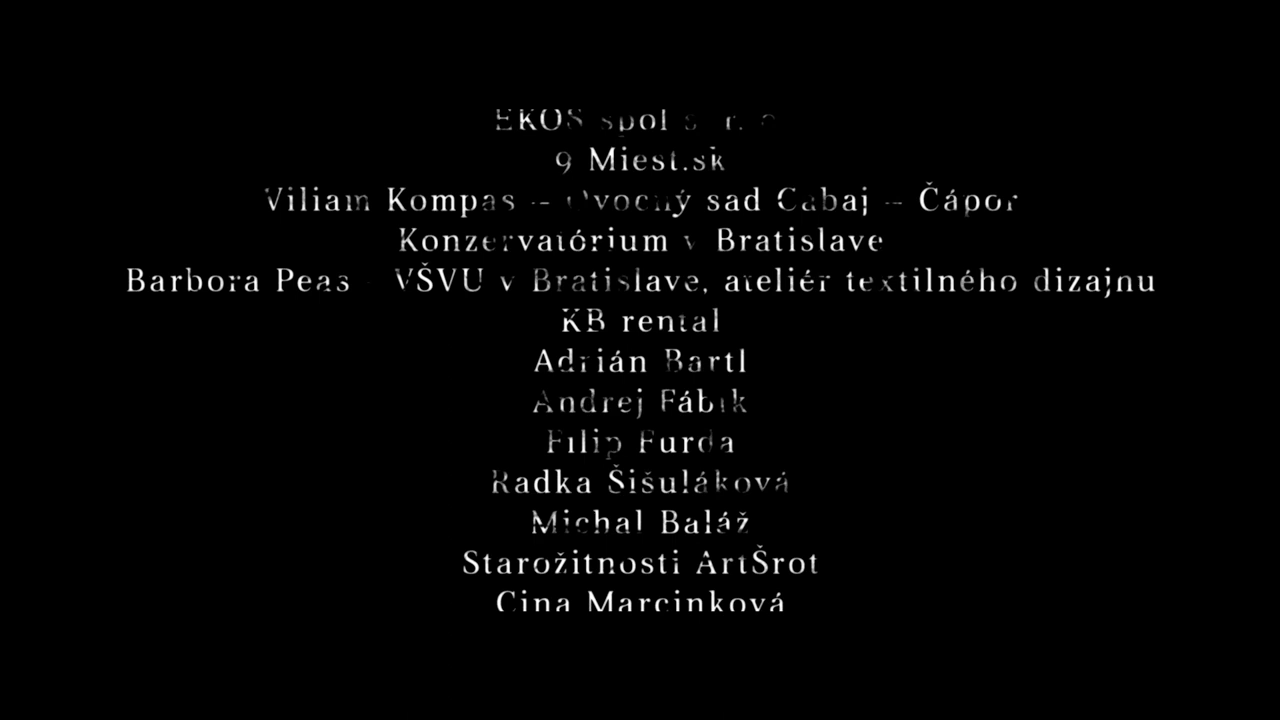 EKOS spol s r. o
9 Miest.sk
Viliam Kompas – Ovocný sad Cabaj – Čápor
Konzervatórium v Bratislave
Barbora Peas - VŠVU v Bratislave, ateliér textilného dizajnu
KB rental
Adrián Bartl
Andrej Fábik
Filip Furda
Radka Šišuláková
Michal Baláž
Starožitnosti ArtŠrot
Cina Marcinková